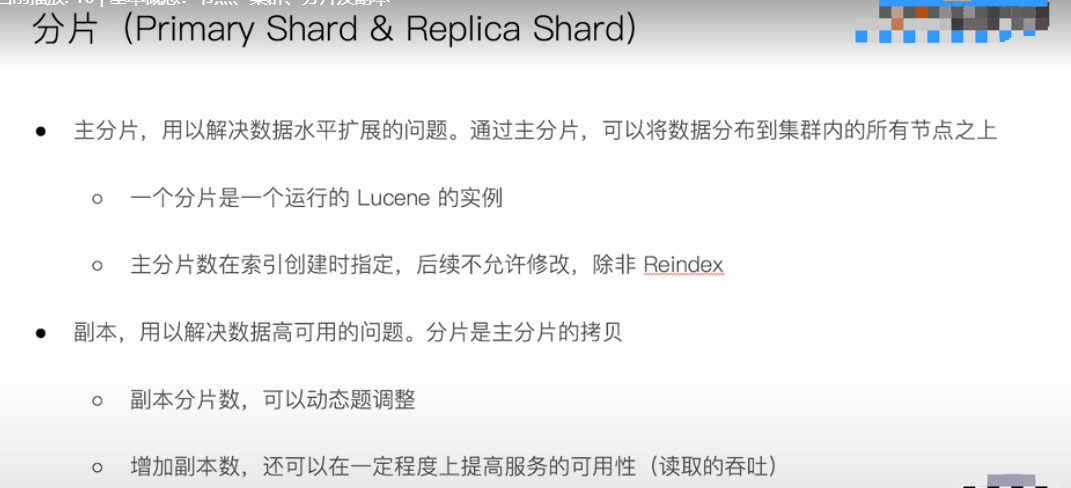 分片（Primary Shard & Replica Shard）
主分片，用以解决数据水平扩展的问题。通过主分片，可以将数据分布到集群内的所有节点之上
一个分片是一个运行的 Lucene 的实例
主分片数在索引创建时指定，后续不允许修改，除非 Reindex
副本，用以解决数据高可用的问题。分片是主分片的拷贝
副本分片数，可以动态题调整
增加副本数，还可以在一定程度上提高服务的可用性（读取的吞吐）